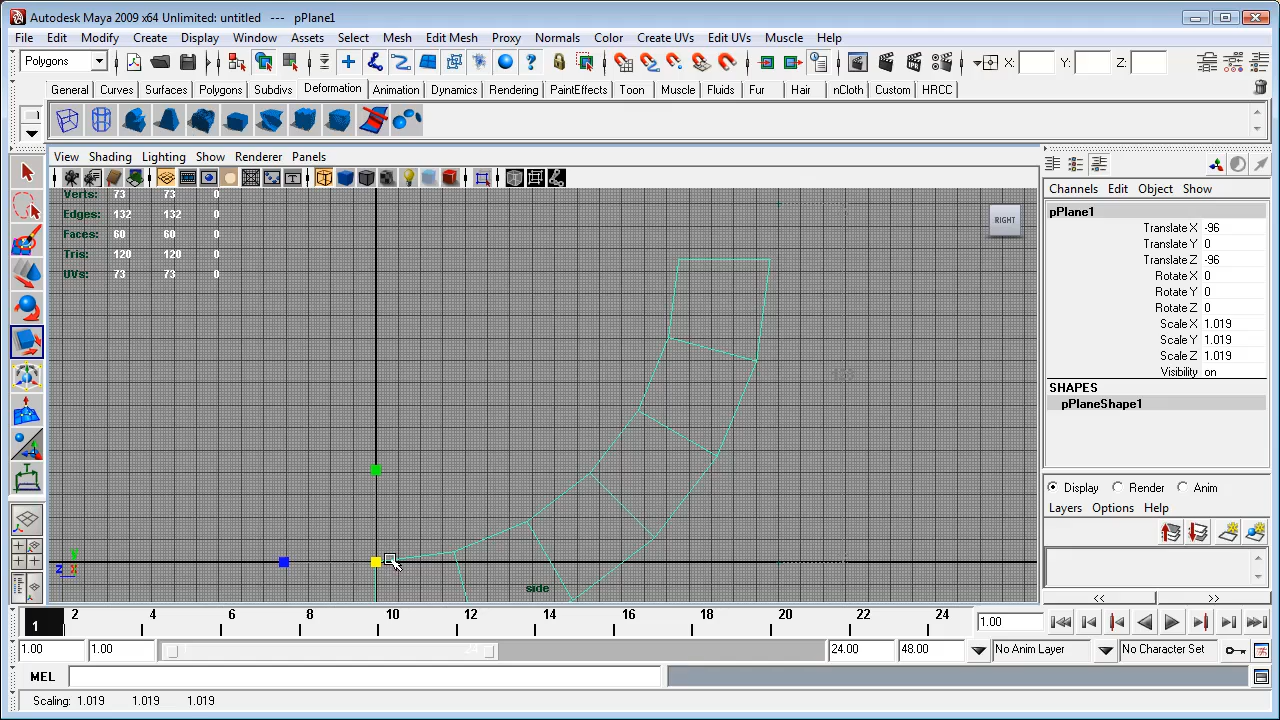 Autodesk Maya 2009 x64 Unlimited: untitled --- pPlane1
File Edit Modify Create Display Window Assets Select Mesh Edit Mesh Proxy Normals Color Create UVs Edit UVs Muscle Help
Polygons X: Y: Z:
General Curves Surfaces Polygons Subdivs Deformation Animation Dynamics Rendering PaintEffects Toon Muscle Fluids Fur Hair nCloth Custom HRCC
View Shading Lighting Show Renderer Panels
Verts: 73 73 0
Edges: 132 132 0
Faces: 60 60 0
Tris: 120 120 0
UVs: 73 73 0
RIGHT
side
y
z x
Channels Edit Object Show
pPlane1
Translate X -96
Translate Y -
Translate Z -96
Rotate X 0
Rotate Y 0
Rotate Z 0
Scale X 1.019
Scale Y 1.019
Scale Z 1.019
Visibility on
SHAPES
pPlaneShape1
Display Render Anim
Layers Options Help
<< >>
1 2 4 6 8 10 12 14 16 18 20 22 24 1.00
1.00 1.00 1 24 24.00 48.00 No Anim Layer No Character Set
MEL
Scaling: 1.019 1.019 1.019